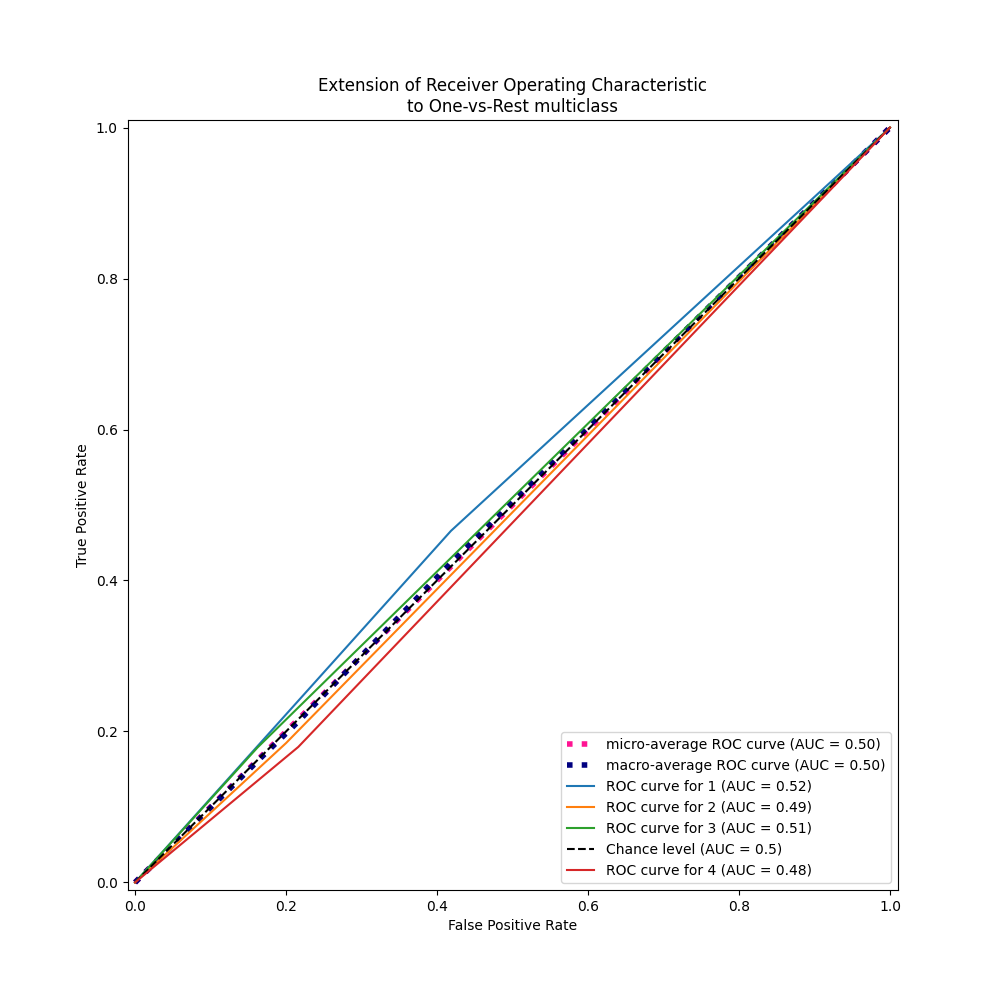 Extension of Receiver Operating Characteristic
to One-vs-Rest multiclass
1.0
0.8
0.6
0.4
0.2
0.0
True Positive Rate
micro-average ROC curve (AUC = 0.50)
macro-average ROC curve (AUC = 0.50)
ROC curve for 1 (AUC = 0.52)
ROC curve for 2 (AUC = 0.49)
ROC curve for 3 (AUC = 0.51)
Chance level (AUC = 0.5)
ROC curve for 4 (AUC = 0.48)
0.0 0.2 0.4 0.6 0.8 1.0
False Positive Rate